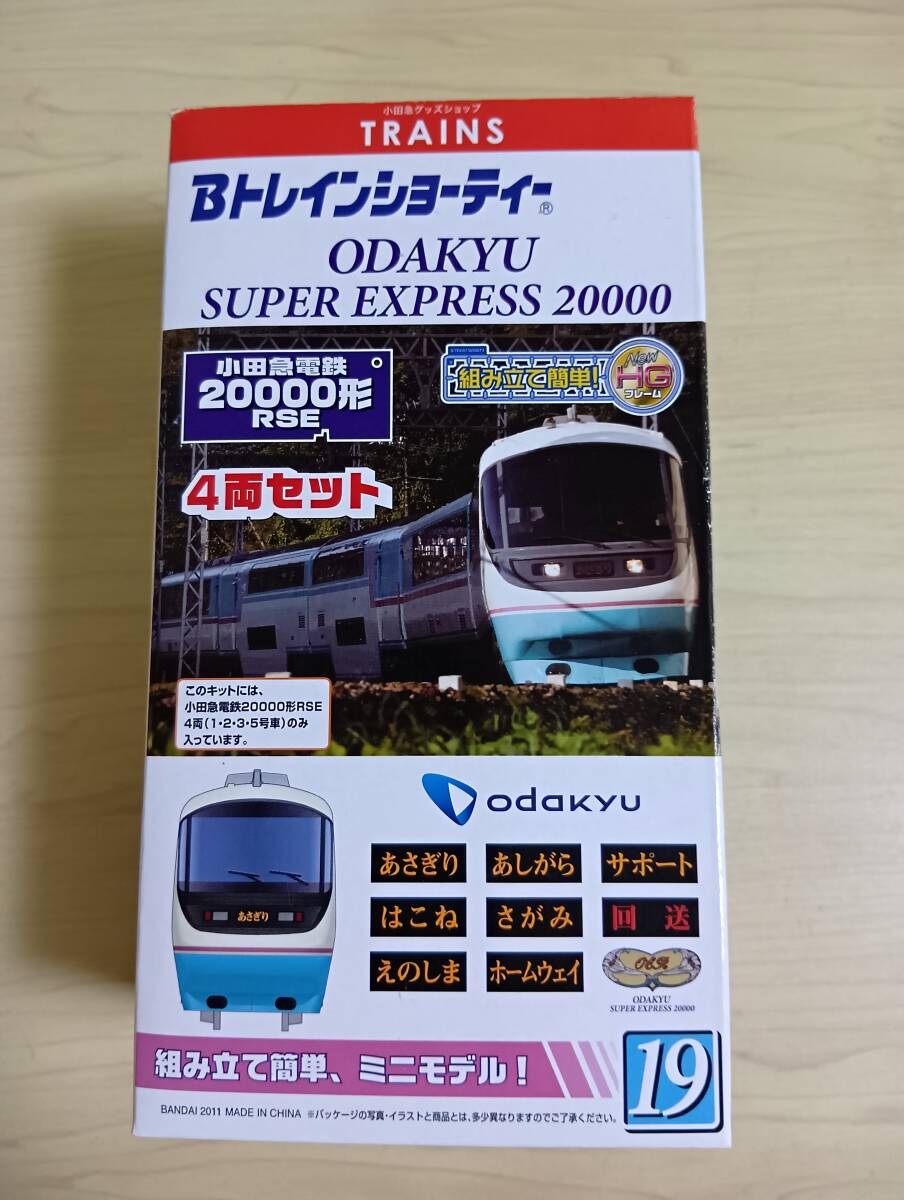 小田急グッズショップ
TRAINS
Bトレインショーティー®
ODAKYU
SUPER EXPRESS 20000
小田急電鉄
20000形
RSE
組み立て簡単!
New
HG
フレーム
4両セット
このキットには、
小田急電鉄20000形RSE
4両(1・2・3・5号車)のみ
入っています。
odakyu
あさぎり あしがら サポート
はこね さがみ 回送
えのしま ホームウェイ
あさぎり
ODAKYU
SUPER EXPRESS 20000
組み立て簡単、ミニモデル!
19
BANDAI 2011 MADE IN CHINA ※パッケージの写真・イラストと商品とは、多少異なりますのでご了承ください。